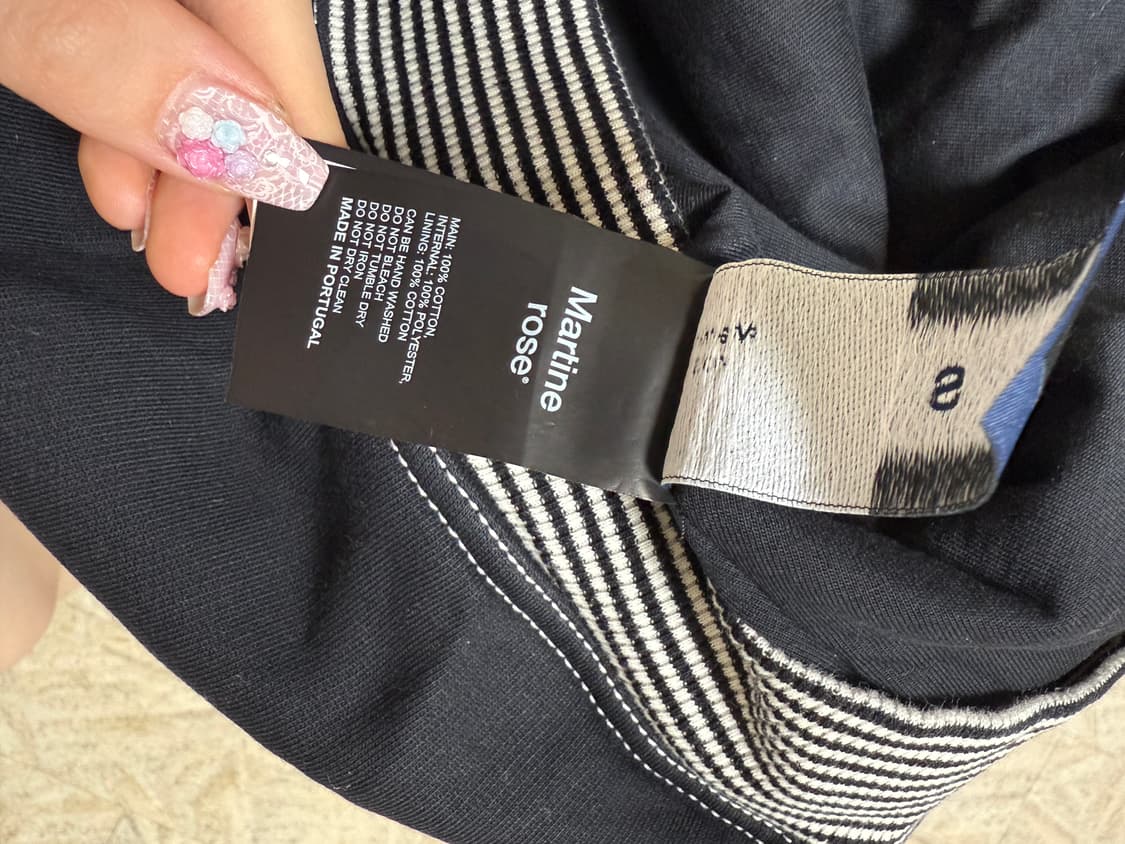 Martine
rose®
MAIN: 100% COTTON,
INTERNAL: 100% POLYESTER,
LINING: 100% COTTON
CAN BE HAND WASHED
DO NOT BLEACH
DO NOT TUMBLE DRY
DO NOT IRON
DO NOT DRY CLEAN
MADE IN PORTUGAL